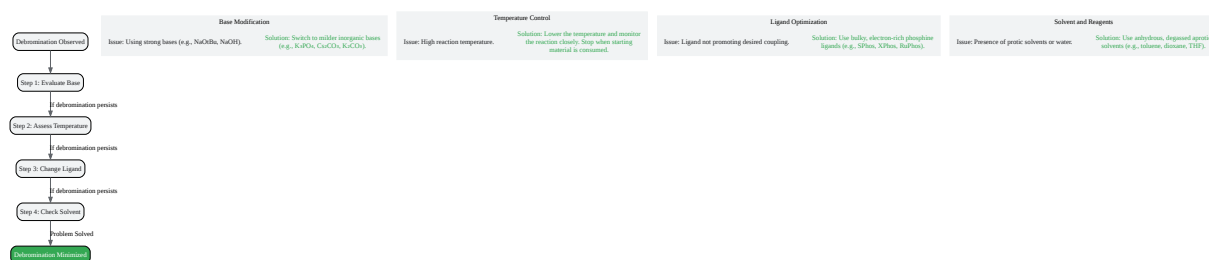 Base Modification
Temperature Control
Ligand Optimization
Solvent and Reagents
Debromination Observed
Issue: Using strong bases (e.g., NaOtBu, NaOH).
Solution: Switch to milder inorganic bases
(e.g., K₃PO₄, Cs₂CO₃, K₂CO₃).
Issue: High reaction temperature.
Solution: Lower the temperature and monitor
the reaction closely. Stop when starting
material is consumed.
Issue: Ligand not promoting desired coupling.
Solution: Use bulky, electron-rich phosphine
ligands (e.g., SPhos, XPhos, RuPhos).
Issue: Presence of protic solvents or water.
Solution: Use anhydrous, degassed aproti
solvents (e.g., toluene, dioxane, THF).
Step 1: Evaluate Base
If debromination persists
Step 2: Assess Temperature
If debromination persists
Step 3: Change Ligand
If debromination persists
Step 4: Check Solvent
Problem Solved
Debromination Minimized